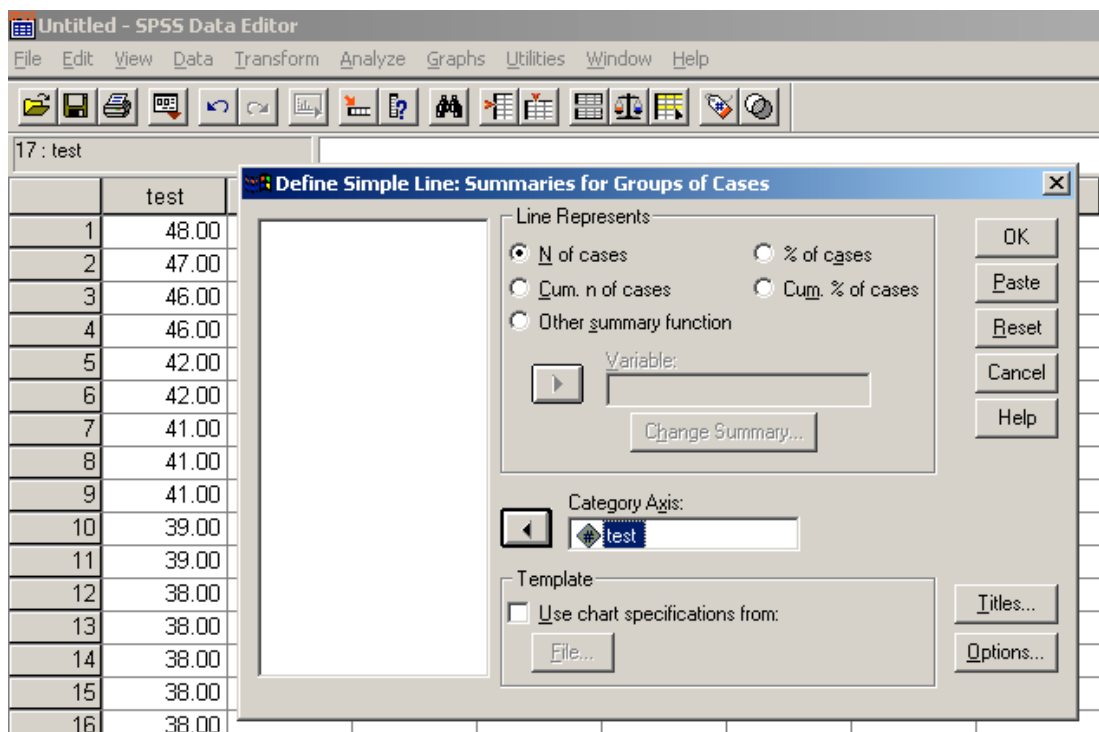 Untitled - SPSS Data Editor
File Edit View Data Transform Analyze Graphs Utilities Window Help
17 : test
test
1 48.00
2 47.00
3 46.00
4 46.00
5 42.00
6 42.00
7 41.00
8 41.00
9 41.00
10 39.00
11 39.00
12 38.00
13 38.00
14 38.00
15 38.00
16 38.00
Define Simple Line: Summaries for Groups of Cases
Line Represents
N of cases
% of cases
Cum. n of cases
Cum. % of cases
Other summary function
Variable:
Change Summary...
Category Axis:
test
Template
Use chart specifications from:
File...
OK
Paste
Reset
Cancel
Help
Titles...
Options...